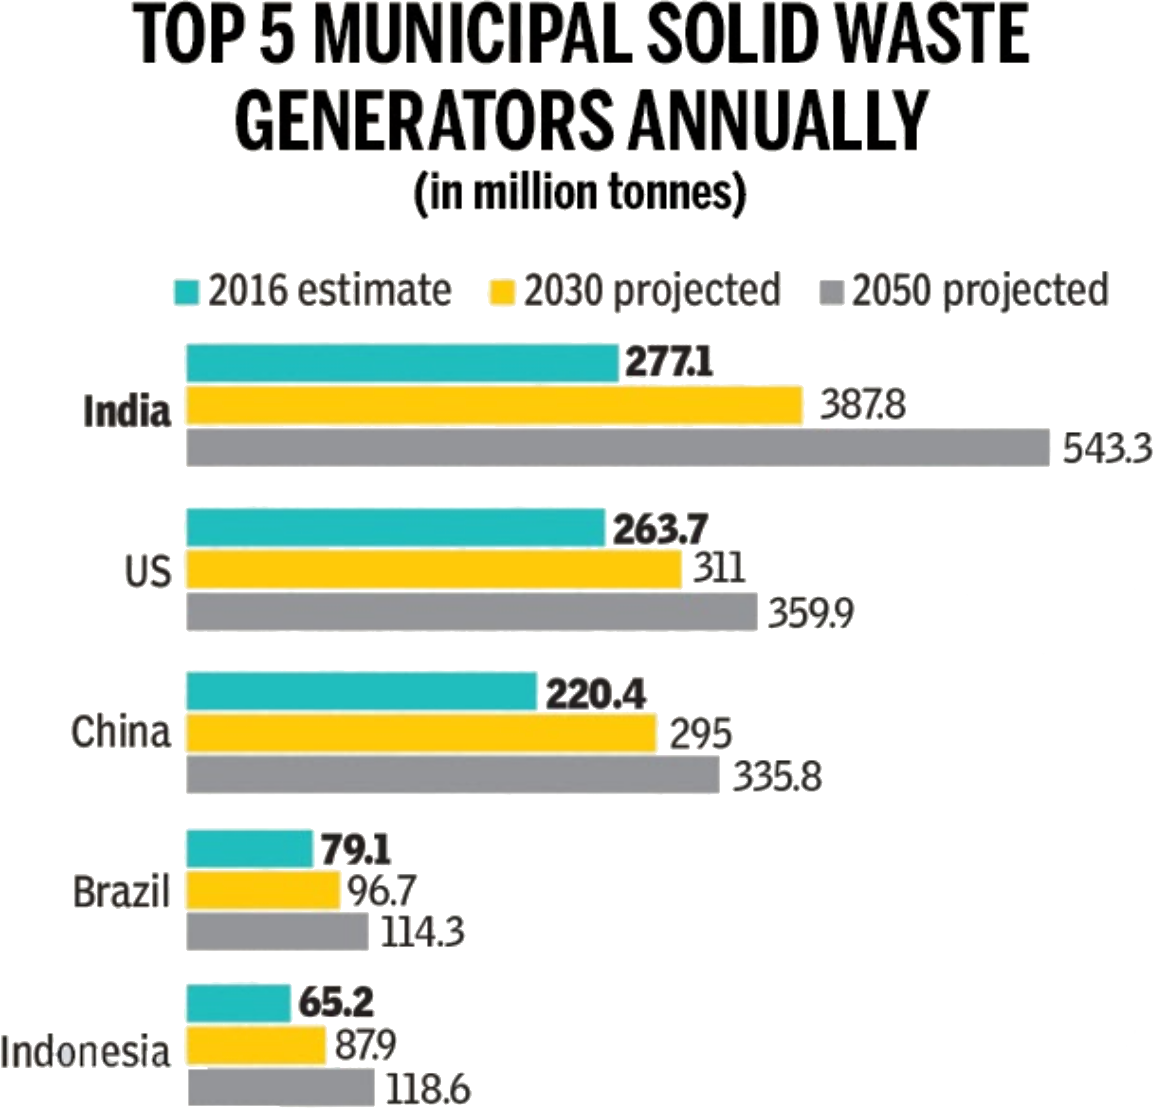 TOP 5 MUNICIPAL SOLID WASTE
GENERATORS ANNUALLY
(in million tonnes)
2016 estimate 2030 projected 2050 projected
India
277.1
387.8
543.3
US
263.7
311
359.9
China
220.4
295
335.8
Brazil
79.1
96.7
114.3
Indonesia
65.2
87.9
118.6